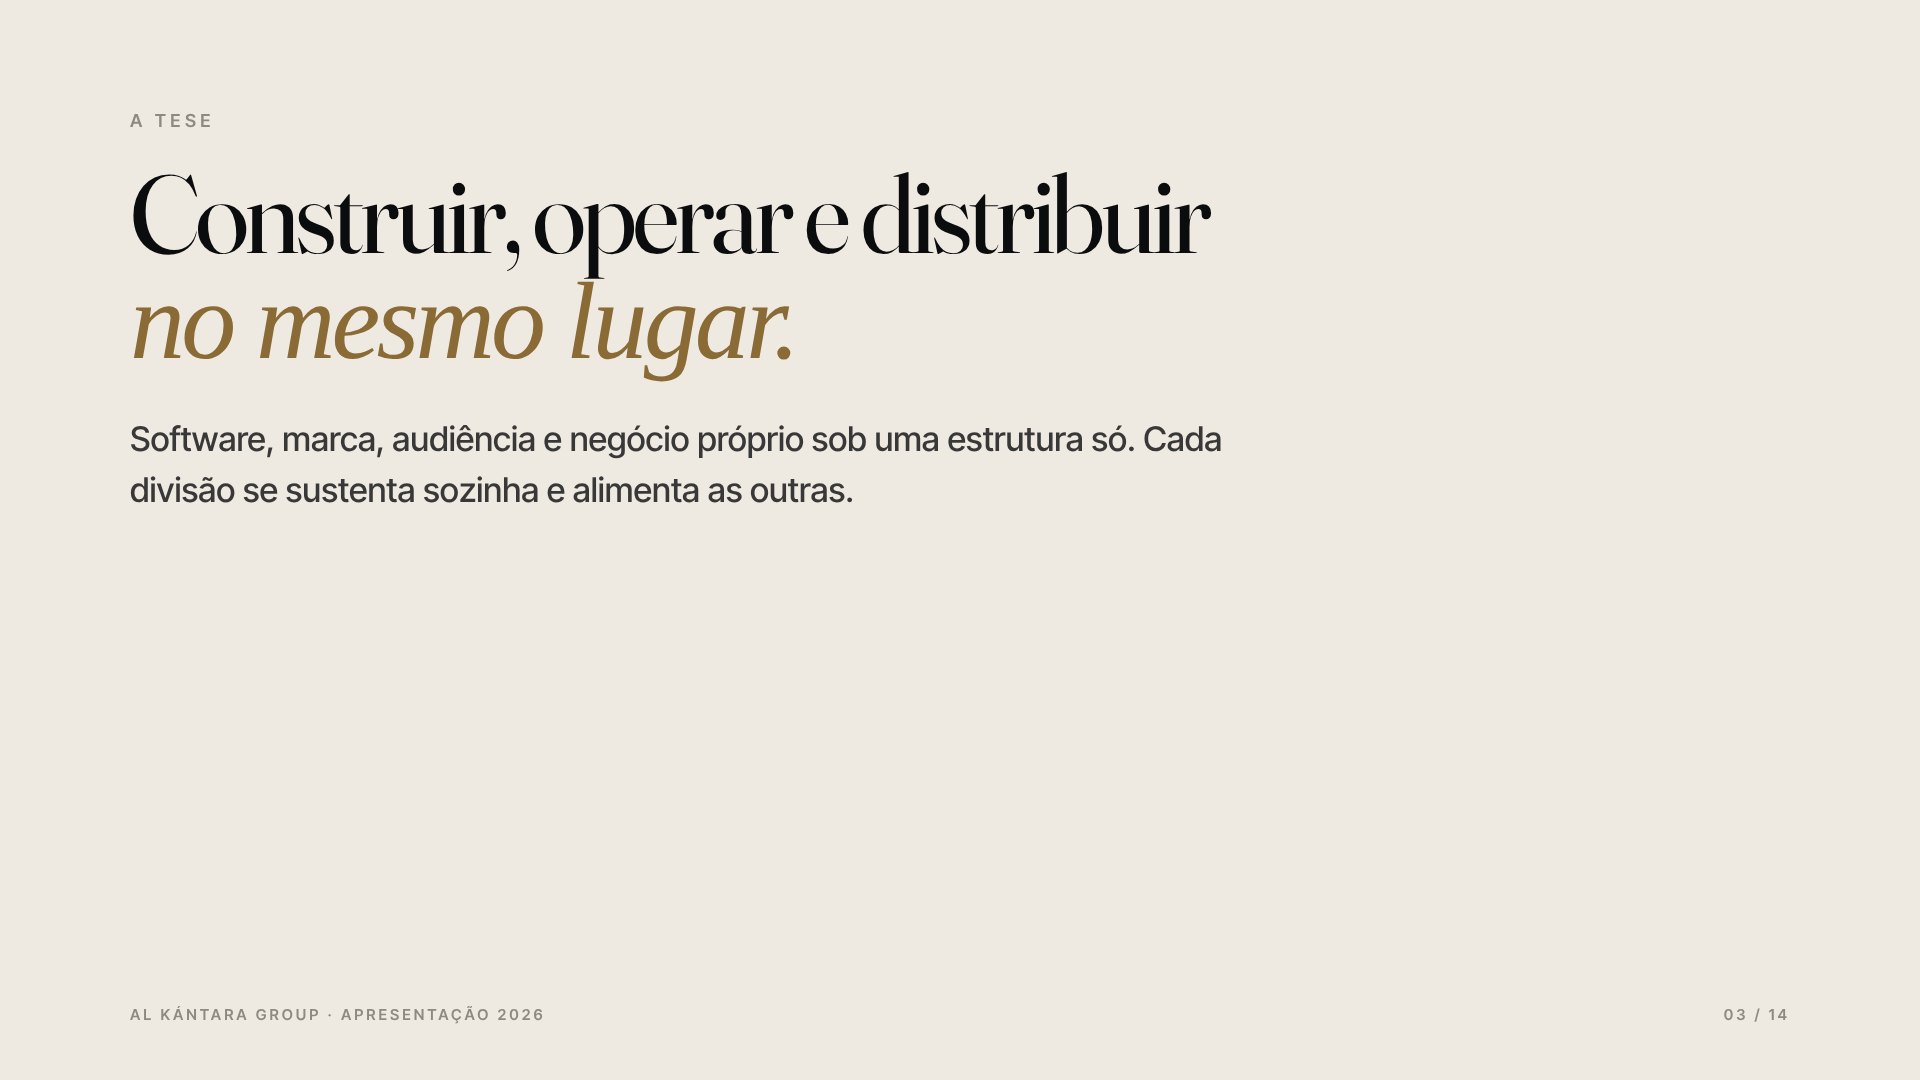 A TESE
Construir, operar e distribuir
no mesmo lugar.
Software, marca, audiência e negócio próprio sob uma estrutura só. Cada
divisão se sustenta sozinha e alimenta as outras.
AL KÁNTARA GROUP · APRESENTAÇÃO 2026
03 / 14